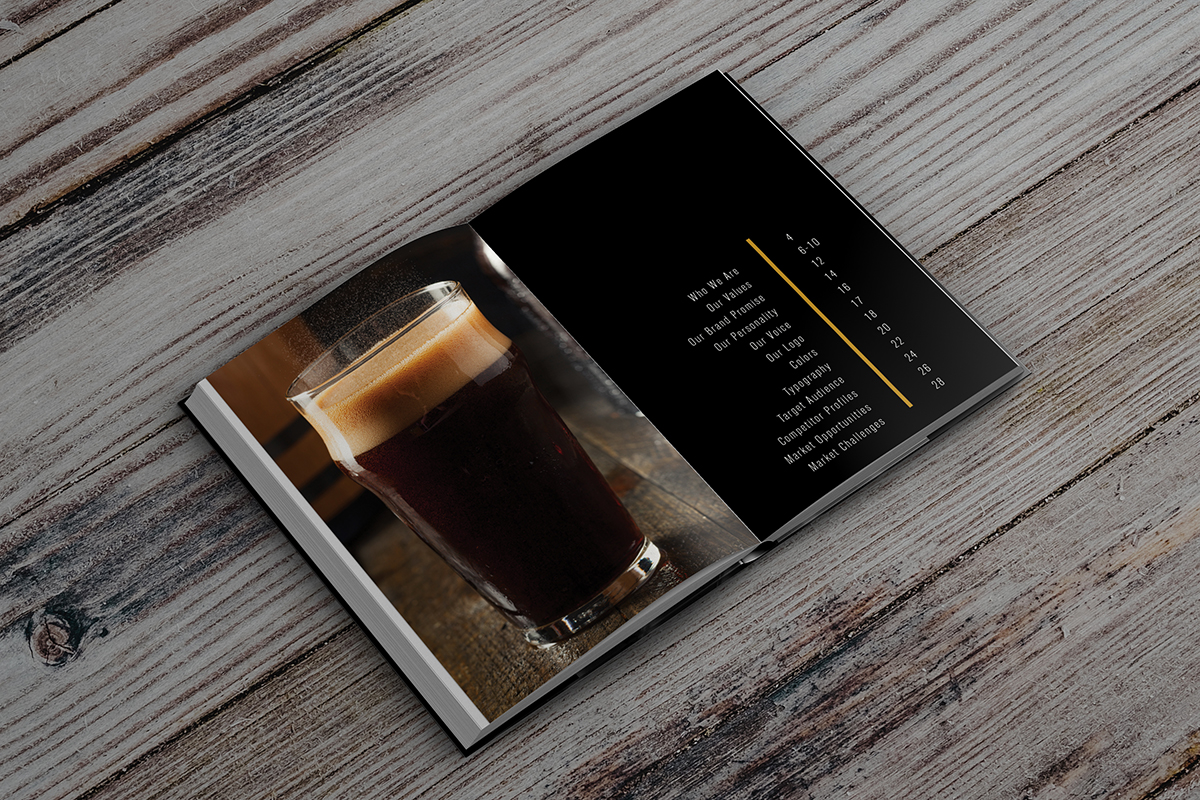 Who We Are 4
Our Values 6-10
Our Brand Promise 12
Our Personality 14
Our Voice 16
Our Logo 17
Colors 18
Typography 20
Target Audience 22
Competitor Profiles 24
Market Opportunities 26
Market Challenges 28